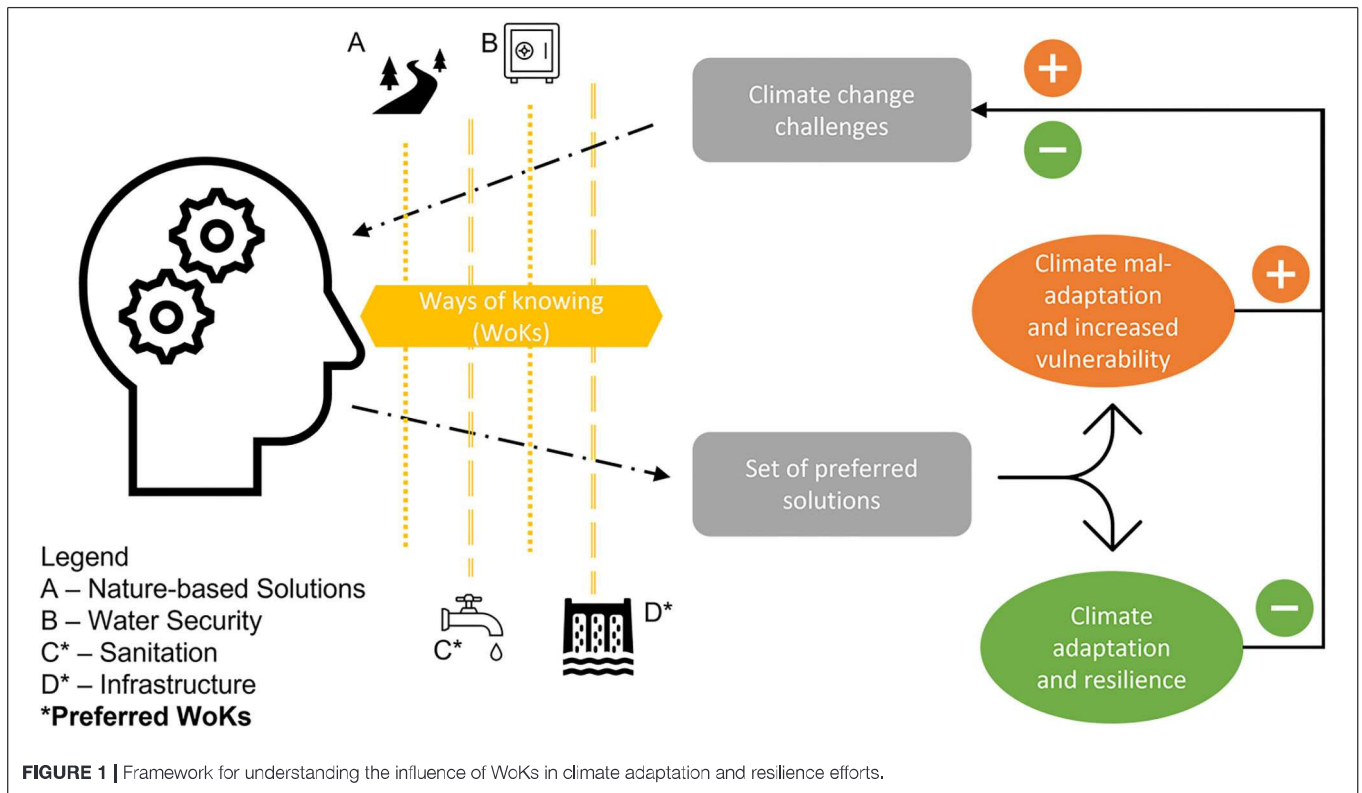 A
B
Climate change
challenges
+
−
Ways of knowing
(WoKs)
Climate mal-
adaptation
and increased
vulnerability
+
Set of preferred
solutions
Legend
A – Nature-based Solutions
B – Water Security
C* – Sanitation
D* – Infrastructure
*Preferred WoKs
C*
D*
Climate
adaptation
and resilience
−
FIGURE 1 | Framework for understanding the influence of WoKs in climate adaptation and resilience efforts.